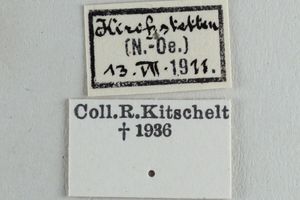 Kirchstetten
(N.-Oe.)
13.VII.1911.
Coll.R.Kitschelt
† 1936